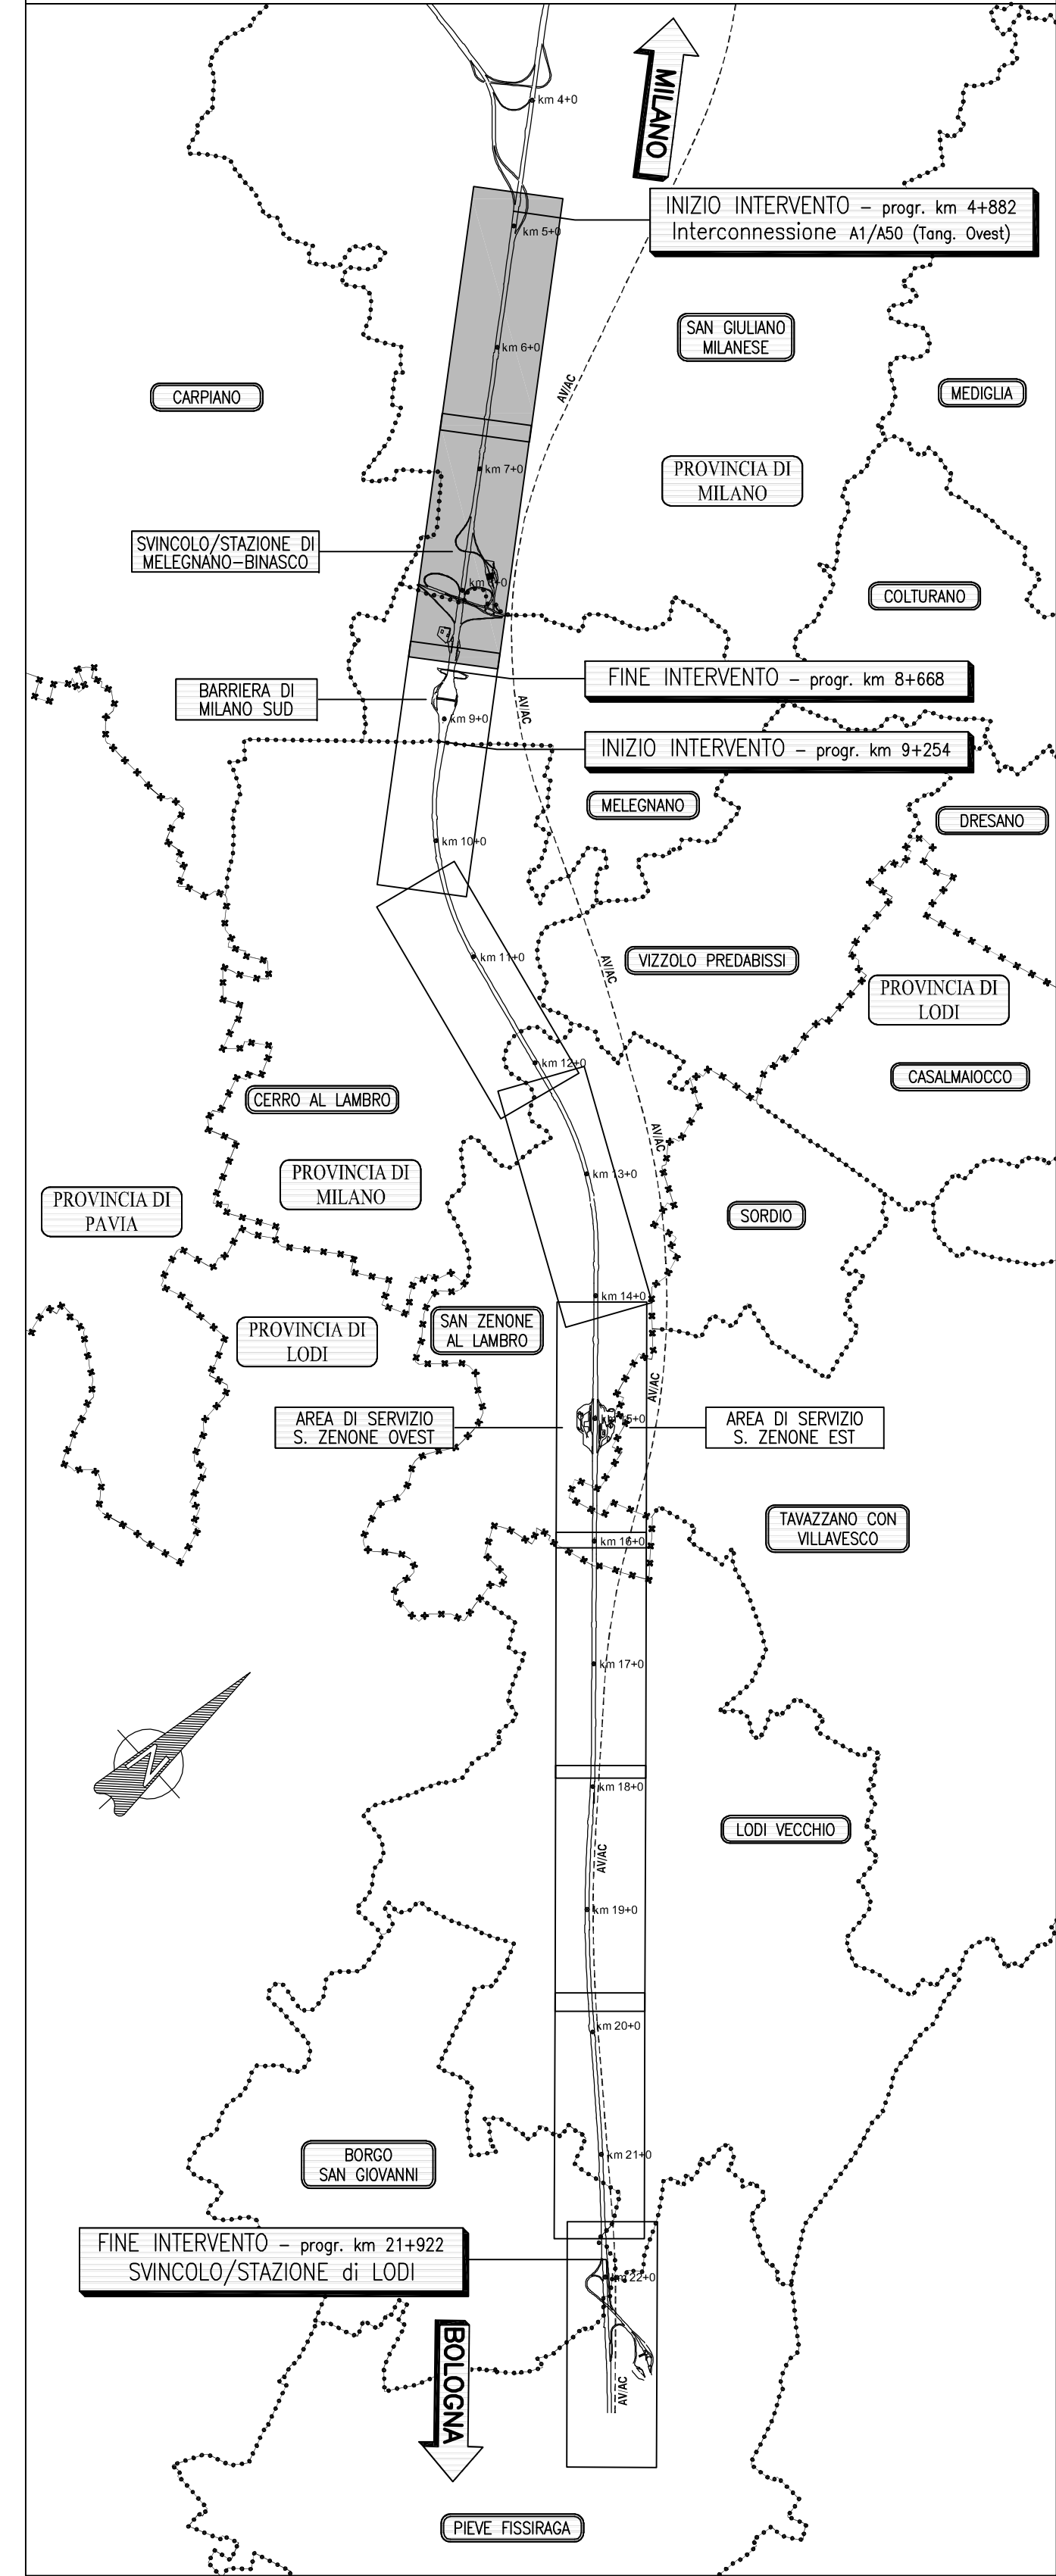 km 4+0
MILANO
INIZIO INTERVENTO – progr. km 4+882
Interconnessione A1/A50 (Tang. Ovest)
km 5+0
SAN GIULIANO
MILANESE
km 6+0
AV/AC
CARPIANO
MEDIGLIA
km 7+0
PROVINCIA DI
MILANO
SVINCOLO/STAZIONE DI
MELEGNANO–BINASCO
COLTURANO
FINE INTERVENTO – progr. km 8+668
BARRIERA DI
MILANO SUD
AV/AC
km 9+0
INIZIO INTERVENTO – progr. km 9+254
MELEGNANO
DRESANO
km 10+0
km 11+0
VIZZOLO PREDABISSI
AV/AC
PROVINCIA DI
LODI
km 12+0
CASALMAIOCCO
CERRO AL LAMBRO
AV/AC
km 13+0
PROVINCIA DI
MILANO
PROVINCIA DI
PAVIA
SORDIO
km 14+0
SAN ZENONE
AL LAMBRO
PROVINCIA DI
LODI
AV/AC
AREA DI SERVIZIO
S. ZENONE OVEST
km 15+0
AREA DI SERVIZIO
S. ZENONE EST
TAVAZZANO CON
VILLAVESCO
km 16+0
km 17+0
N
km 18+0
LODI VECCHIO
AV/AC
km 19+0
km 20+0
km 21+0
BORGO
SAN GIOVANNI
FINE INTERVENTO – progr. km 21+922
SVINCOLO/STAZIONE di LODI
km 22+0
BOLOGNA
AV/AC
PIEVE FISSIRAGA